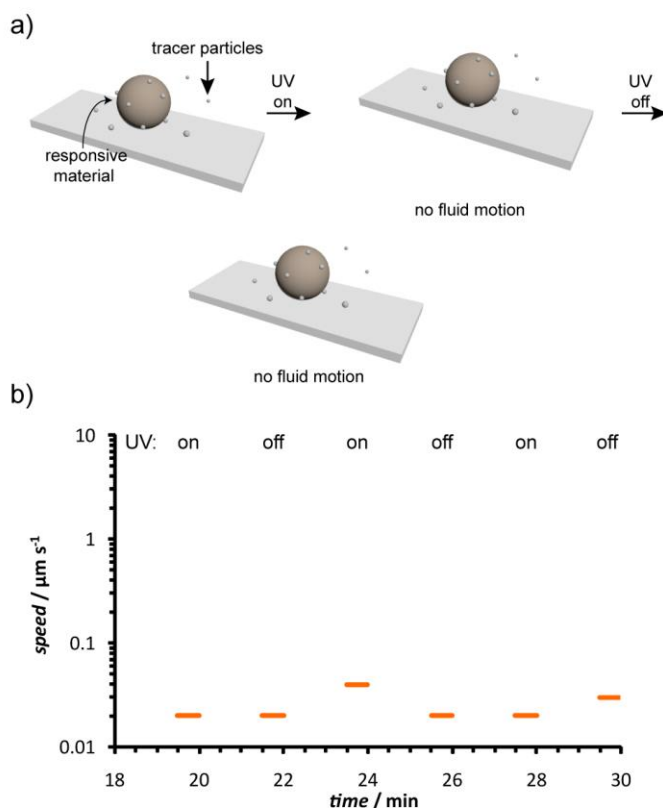 a)
tracer particles
UV
on
UV
off
responsive
material
no fluid motion
no fluid motion
b)
UV: on off on off on off
10
1
0.1
0.01
speed / μm s⁻¹
18 20 22 24 26 28 30
time / min